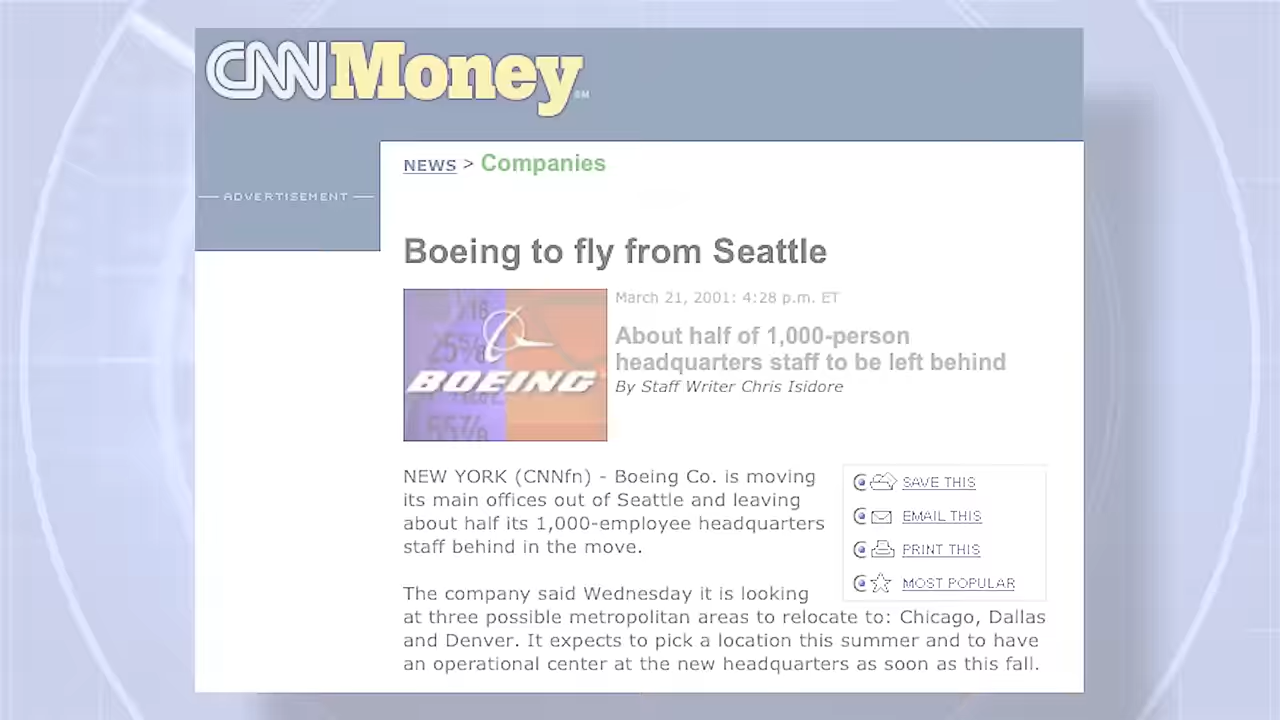 CNNMoney SM
NEWS > Companies
ADVERTISEMENT
Boeing to fly from Seattle
March 21, 2001: 4:28 p.m. ET
About half of 1,000-person
headquarters staff to be left behind
By Staff Writer Chris Isidore
BOEING
NEW YORK (CNNfn) - Boeing Co. is moving
its main offices out of Seattle and leaving
about half its 1,000-employee headquarters
staff behind in the move.
SAVE THIS
EMAIL THIS
PRINT THIS
MOST POPULAR
The company said Wednesday it is looking
at three possible metropolitan areas to relocate to: Chicago, Dallas
and Denver. It expects to pick a location this summer and to have
an operational center at the new headquarters as soon as this fall.